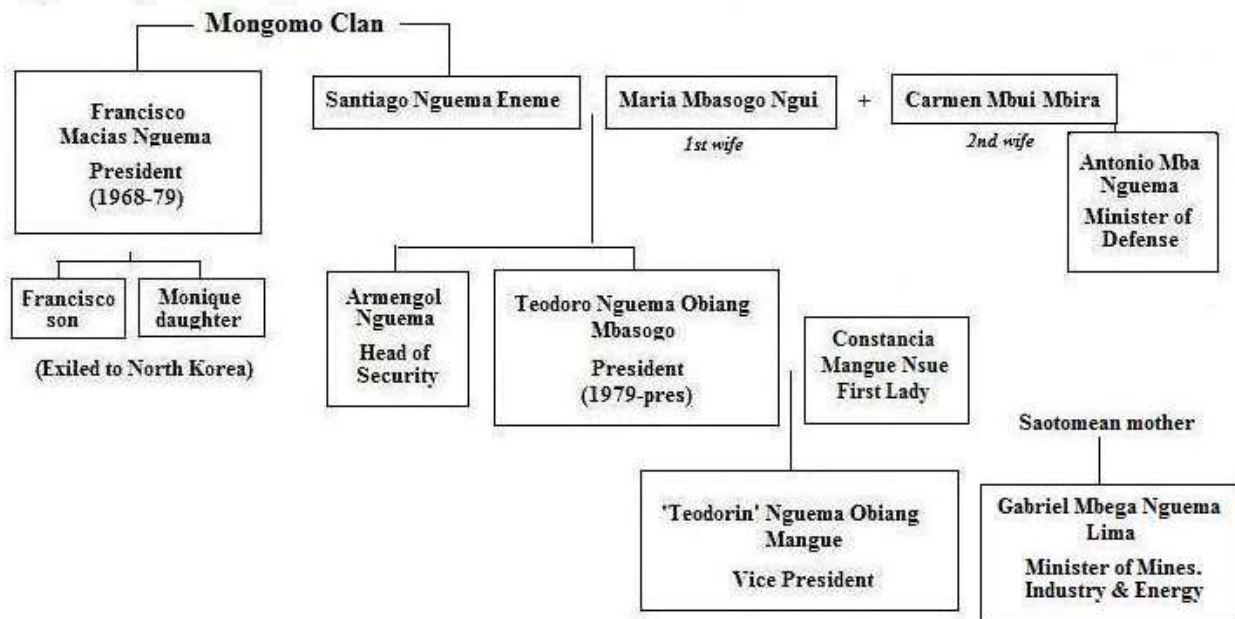 Mongomo Clan
Francisco
Macias Nguema
President
(1968-79)
Santiago Nguema Eneme
Maria Mbasogo Ngui
+
Carmen Mbui Mbira
1st wife
2nd wife
Antonio Mba
Nguema
Minister of
Defense
Francisco
son
Monique
daughter
(Exiled to North Korea)
Armengol
Nguema
Head of
Security
Teodoro Nguema Obiang
Mbasogo
President
(1979-pres)
Constancia
Mangue Nsue
First Lady
'Teodorin' Nguema Obiang
Mangue
Vice President
Saotomean mother
Gabriel Mbega Nguema
Lima
Minister of Mines.
Industry & Energy